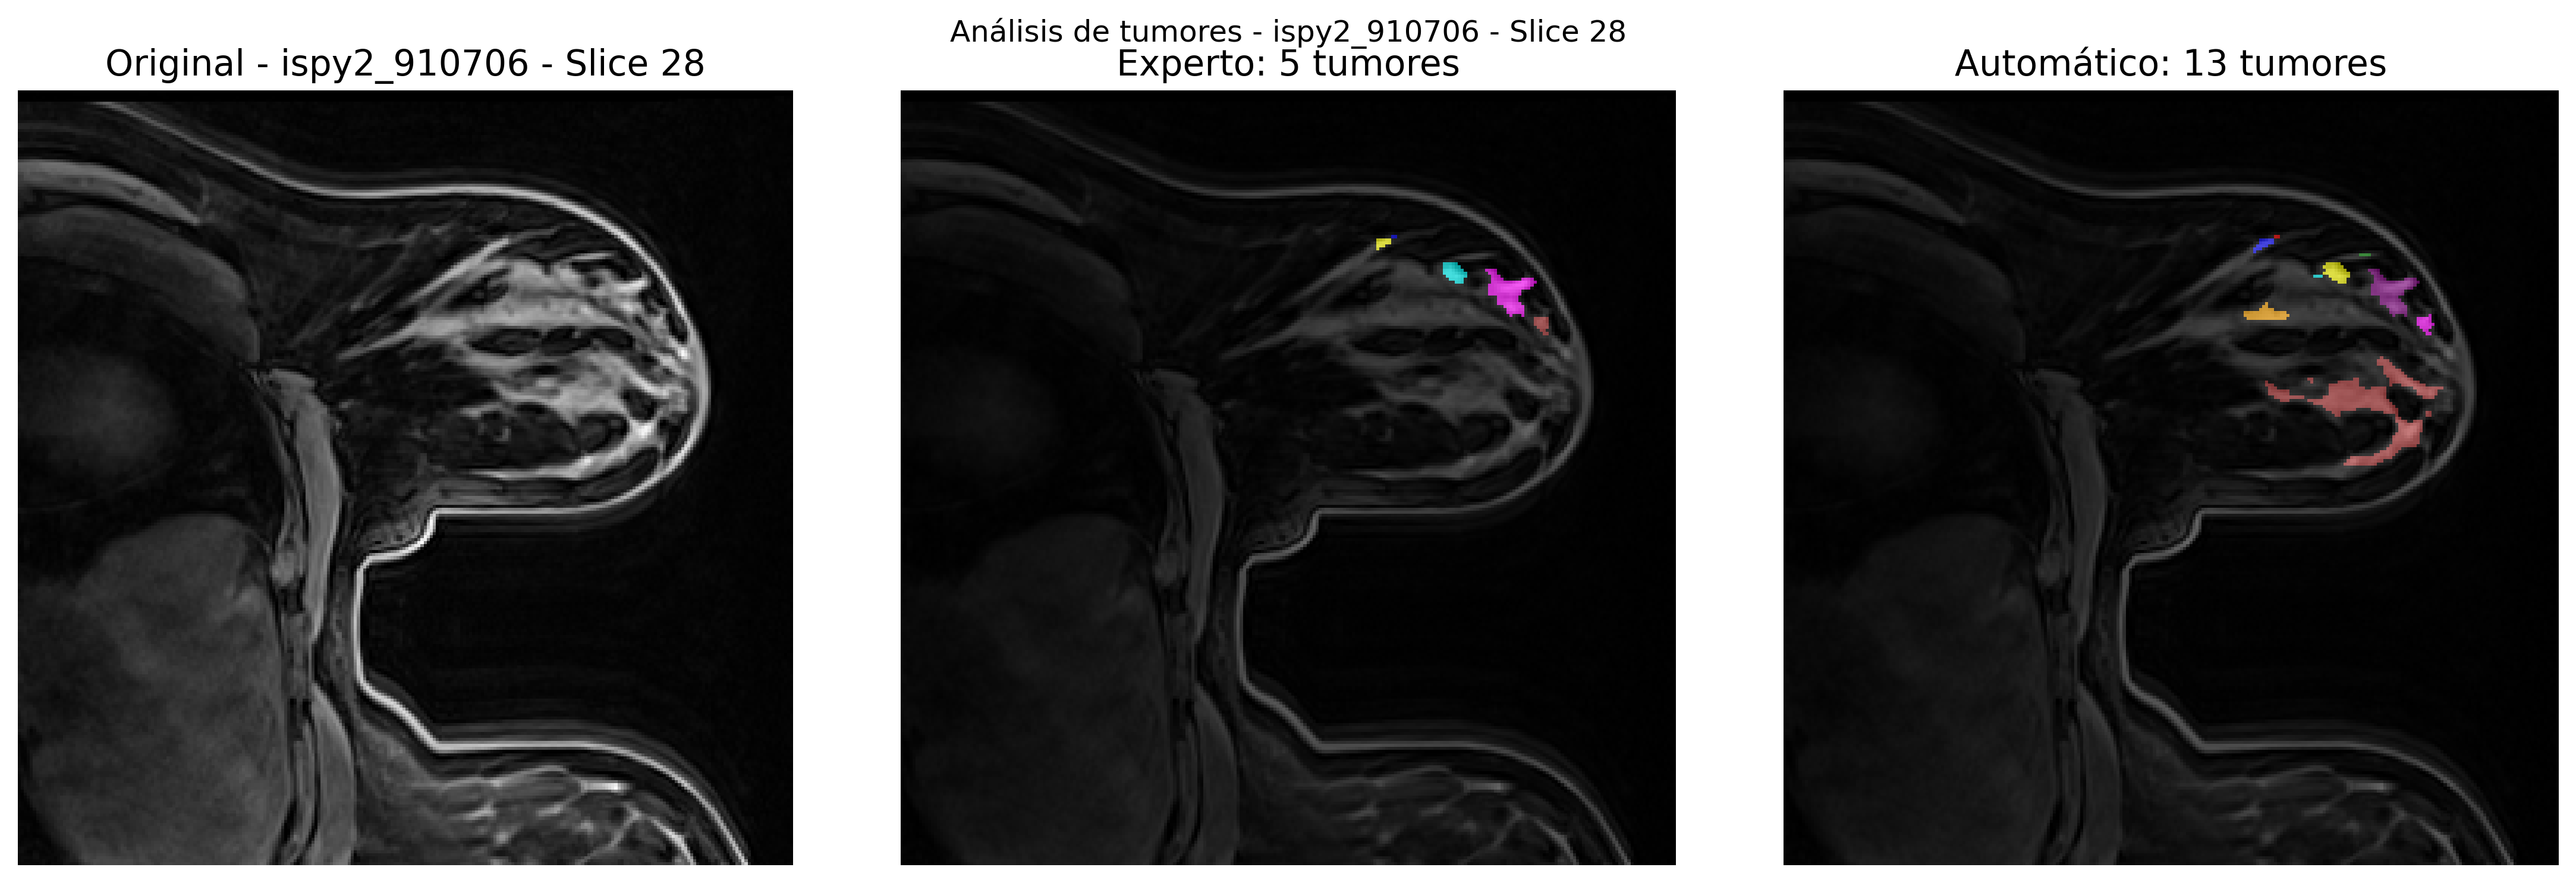 Análisis de tumores - ispy2_910706 - Slice 28
Original - ispy2_910706 - Slice 28
Experto: 5 tumores
Automático: 13 tumores